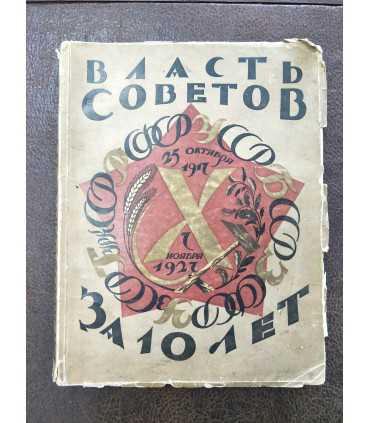 ВЛАСТЬ
СОВЕТОВ
25 ОКТЯБРЯ
1917
X
7
НОЯБРЯ
1927
ЗА 10 ЛЕТ